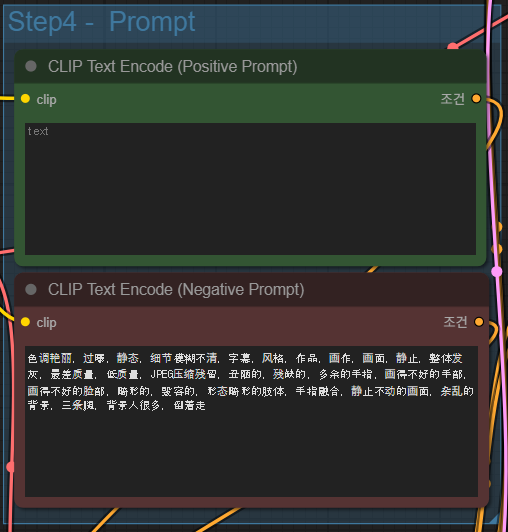 Step4 - Prompt
CLIP Text Encode (Positive Prompt)
clip
조건
text
CLIP Text Encode (Negative Prompt)
clip
조건
色调艳丽, 过曝, 静态, 细节模糊不清, 字幕, 风格, 作品, 画作, 画面, 静止, 整体发
灰, 最差质量, 低质量, JPEG压缩残留, 丑陋的, 残缺的, 多余的手指, 画得不好的手部,
画得不好的脸部, 畸形的, 毁容的, 形态畸形的肢体, 手指融合, 静止不动的画面, 杂乱的
背景, 三条腿, 背景人很多, 倒着走